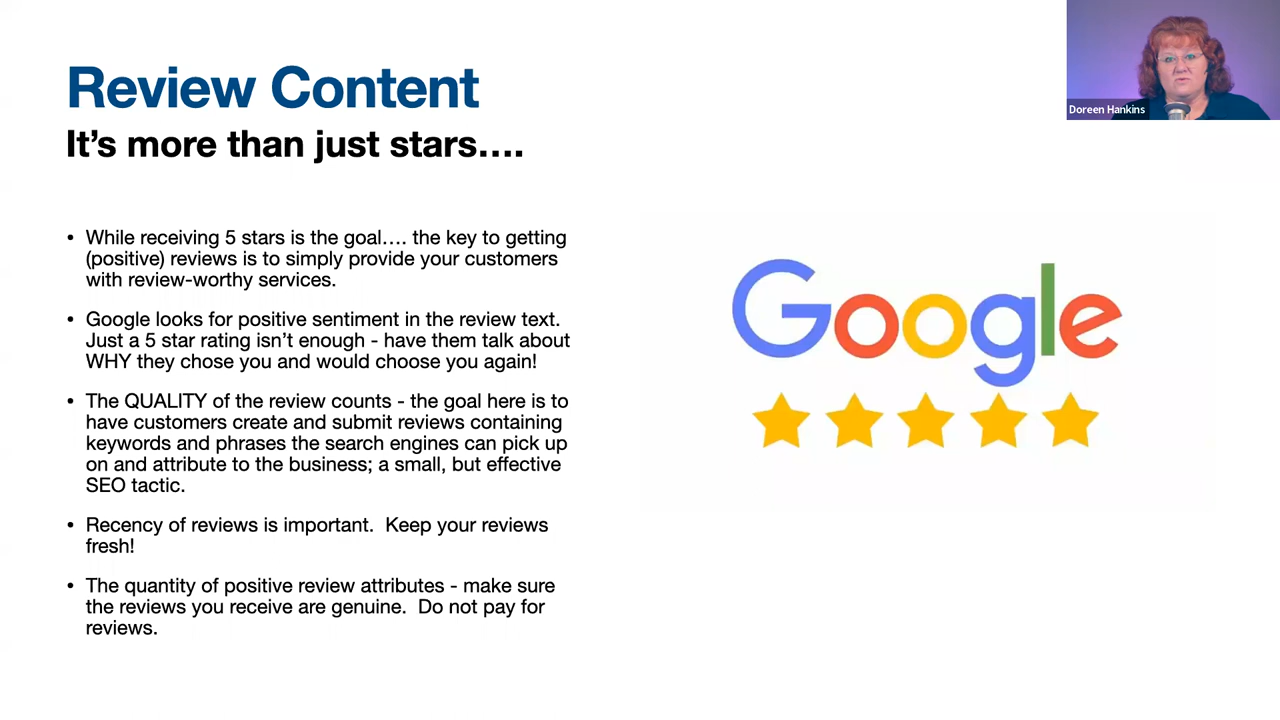 Review Content
It's more than just stars....
• While receiving 5 stars is the goal.... the key to getting
(positive) reviews is to simply provide your customers
with review-worthy services.
• Google looks for positive sentiment in the review text.
Just a 5 star rating isn't enough - have them talk about
WHY they chose you and would choose you again!
• The QUALITY of the review counts - the goal here is to
have customers create and submit reviews containing
keywords and phrases the search engines can pick up
on and attribute to the business; a small, but effective
SEO tactic.
• Recency of reviews is important.  Keep your reviews
fresh!
• The quantity of positive review attributes - make sure
the reviews you receive are genuine.  Do not pay for
reviews.
Google
Doreen Hankins